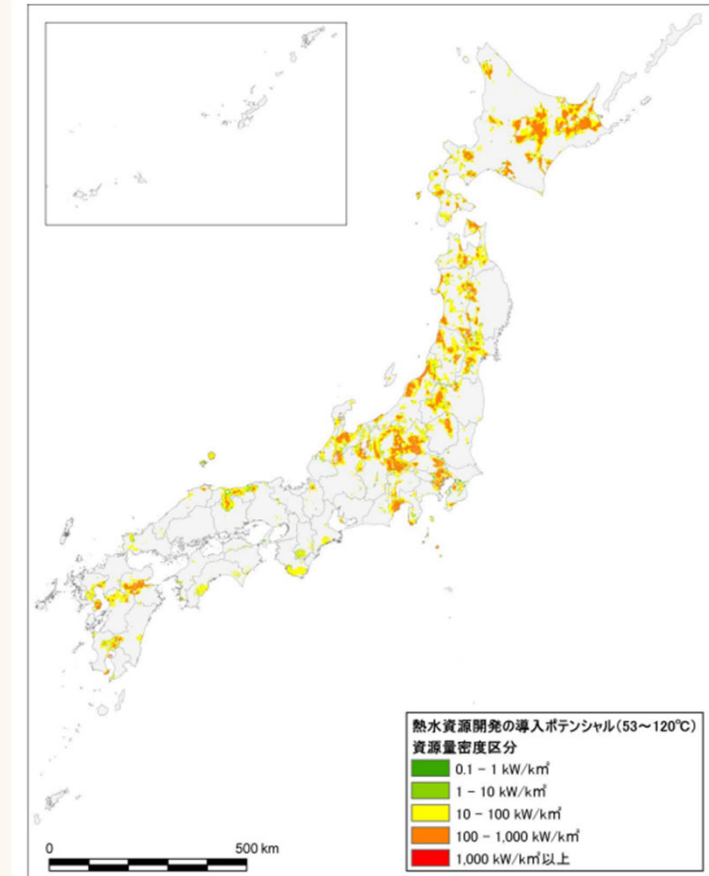 熱水資源開発の導入ポテンシャル(53～120℃)
資源量密度区分
0.1 - 1 kW/k㎡
1 - 10 kW/k㎡
10 - 100 kW/k㎡
100 - 1,000 kW/k㎡
1,000 kW/k㎡以上
0 500 km